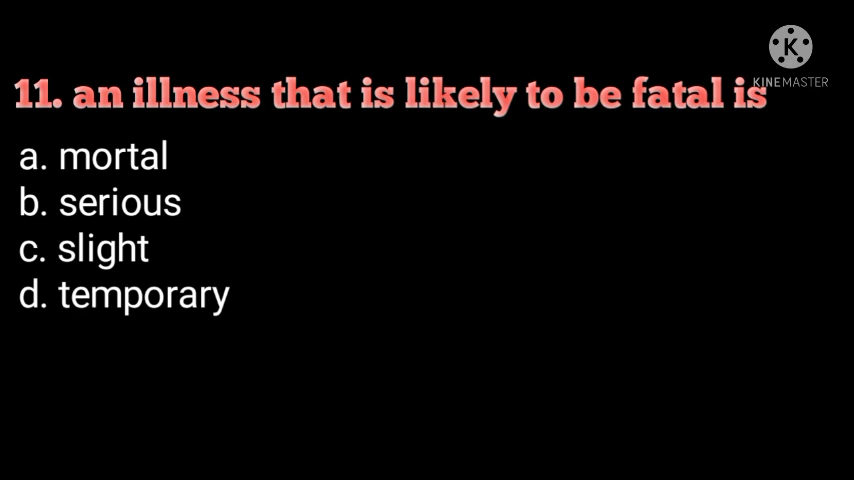 K
KINEMASTER
11. an illness that is likely to be fatal is
a. mortal
b. serious
c. slight
d. temporary